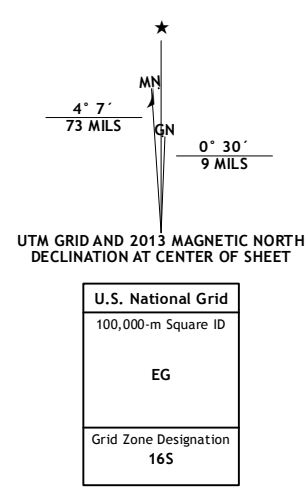 ★
MN
4° 7´
73 MILS
GN
0° 30´
9 MILS
UTM GRID AND 2013 MAGNETIC NORTH
DECLINATION AT CENTER OF SHEET
U.S. National Grid
100,000-m Square ID
EG
Grid Zone Designation
16S